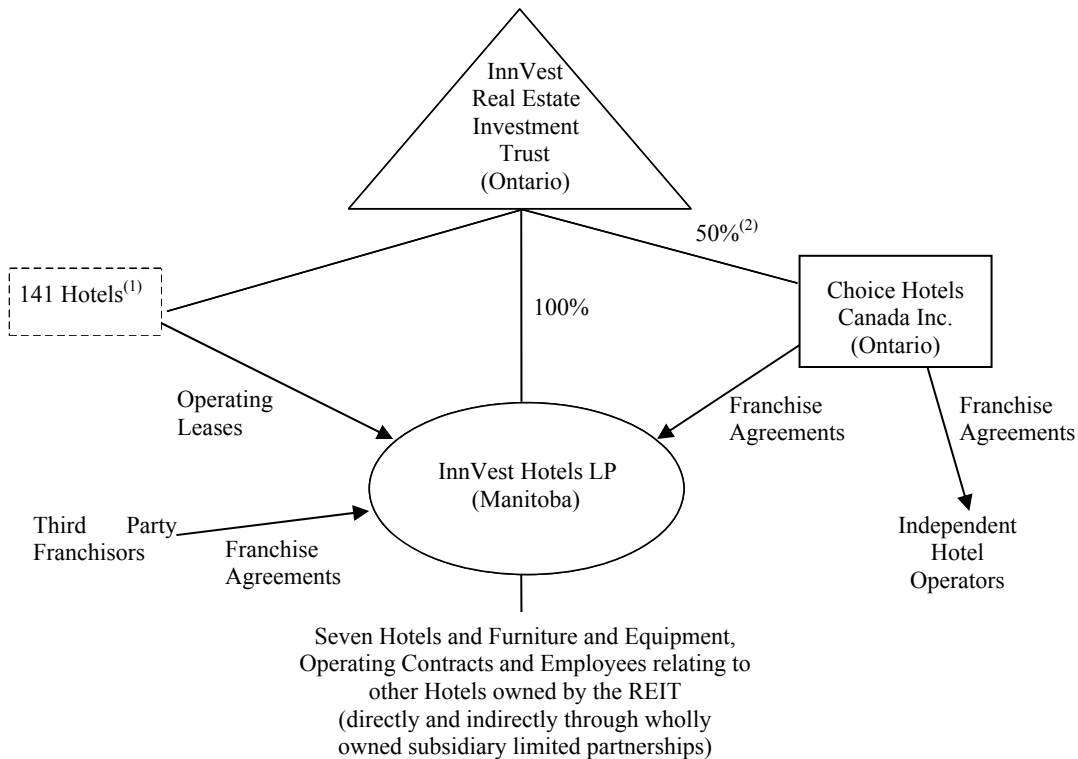 InnVest
Real Estate
Investment
Trust
(Ontario)
50%(2)
141 Hotels(1)
100%
Choice Hotels
Canada Inc.
(Ontario)
Operating
Leases
Franchise
Agreements
Franchise
Agreements
InnVest Hotels LP
(Manitoba)
Third Party
Franchisors
Franchise
Agreements
Independent
Hotel
Operators
Seven Hotels and Furniture and Equipment,
Operating Contracts and Employees relating to
other Hotels owned by the REIT
(directly and indirectly through wholly
owned subsidiary limited partnerships)